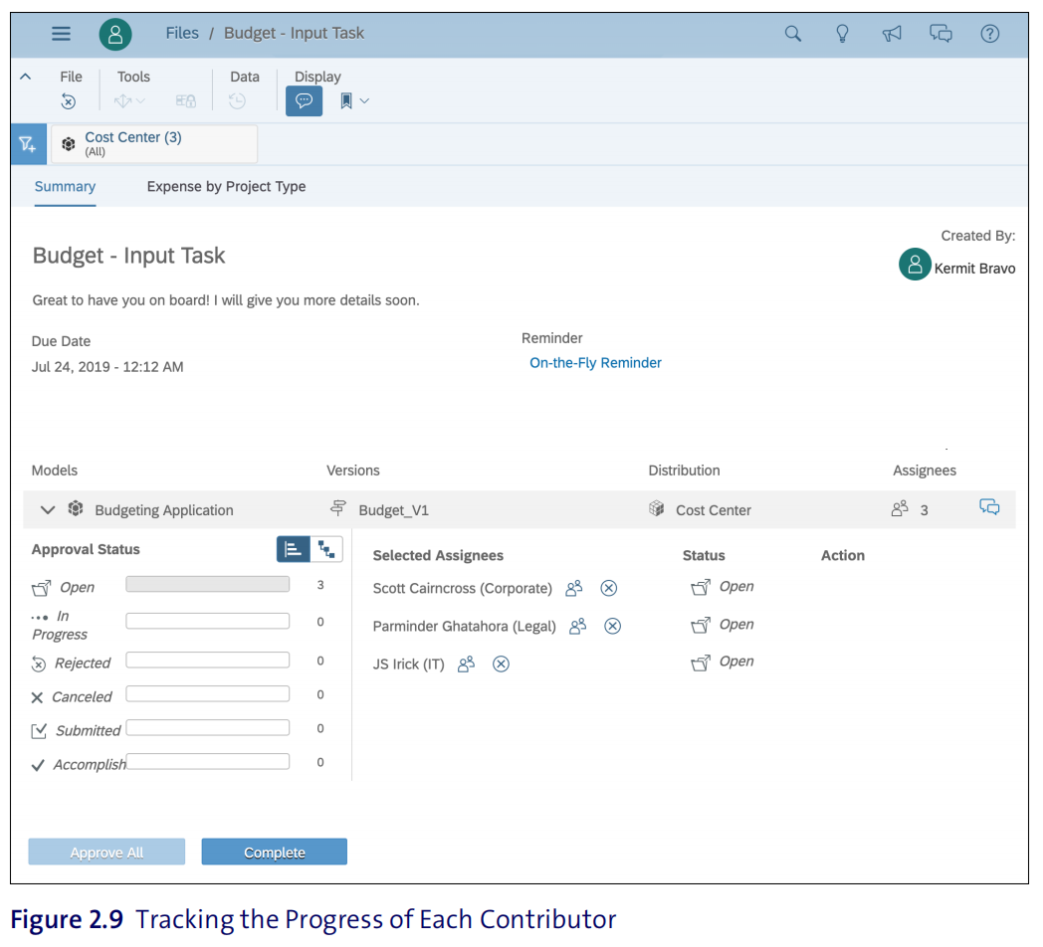 Files / Budget - Input Task
File Tools Data Display
Cost Center (3)
(All)
Summary Expense by Project Type
Created By:
Budget - Input Task
Kermit Bravo
Great to have you on board! I will give you more details soon.
Due Date Reminder
Jul 24, 2019 - 12:12 AM On-the-Fly Reminder
Models Versions Distribution Assignees
Budgeting Application Budget_V1 Cost Center 3
Approval Status Selected Assignees Status Action
Open 3 Scott Cairncross (Corporate) Open
In Progress 0 Parminder Ghatahora (Legal) Open
Rejected 0 JS Irick (IT) Open
Canceled 0
Submitted 0
Accomplish 0
Approve All Complete
Figure 2.9 Tracking the Progress of Each Contributor